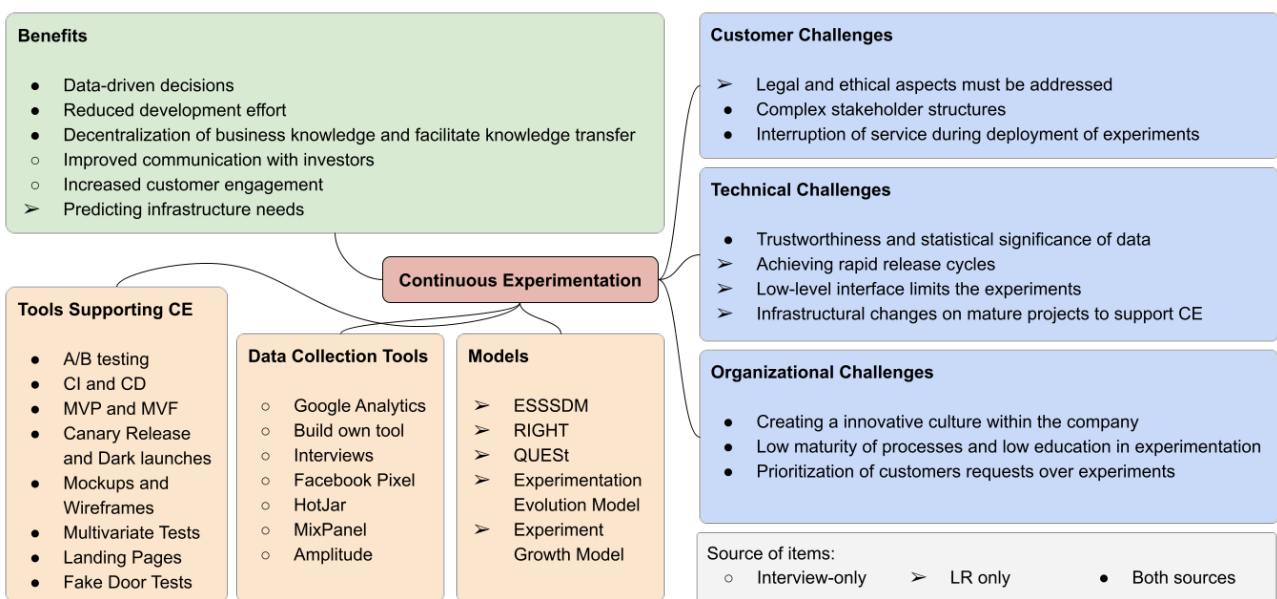 Benefits
● Data-driven decisions
● Reduced development effort
● Decentralization of business knowledge and facilitate knowledge transfer
○ Improved communication with investors
○ Increased customer engagement
➢ Predicting infrastructure needs
Continuous Experimentation
Tools Supporting CE
● A/B testing
● CI and CD
● MVP and MVF
● Canary Release
and Dark launches
● Mockups and
Wireframes
● Multivariate Tests
● Landing Pages
● Fake Door Tests
Data Collection Tools
○ Google Analytics
○ Build own tool
○ Interviews
○ Facebook Pixel
○ HotJar
○ MixPanel
○ Amplitude
Models
➢ ESSSDM
➢ RIGHT
➢ QUESt
➢ Experimentation
Evolution Model
➢ Experiment
Growth Model
Customer Challenges
➢ Legal and ethical aspects must be addressed
● Complex stakeholder structures
● Interruption of service during deployment of experiments
Technical Challenges
● Trustworthiness and statistical significance of data
➢ Achieving rapid release cycles
➢ Low-level interface limits the experiments
➢ Infrastructural changes on mature projects to support CE
Organizational Challenges
● Creating a innovative culture within the company
● Low maturity of processes and low education in experimentation
● Prioritization of customers requests over experiments
Source of items:
○ Interview-only ➢ LR only ● Both sources